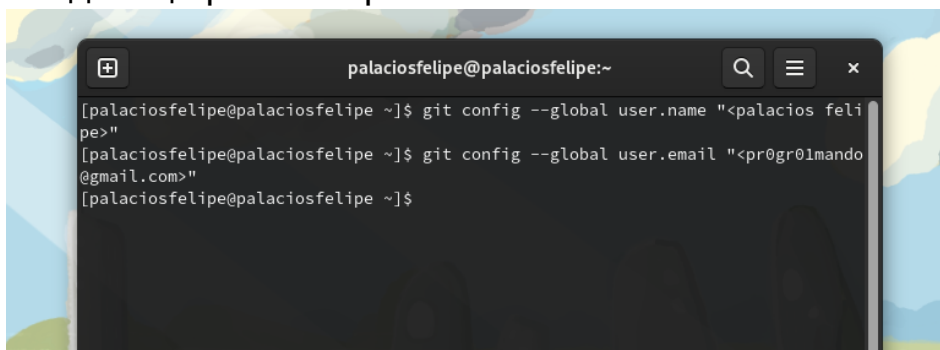 palaciosfelipe@palaciosfelipe:~
[palaciosfelipe@palaciosfelipe ~]$ git config --global user.name "<palacios feli
pe>"
[palaciosfelipe@palaciosfelipe ~]$ git config --global user.email "<pr0gr01mando
@gmail.com>"
[palaciosfelipe@palaciosfelipe ~]$